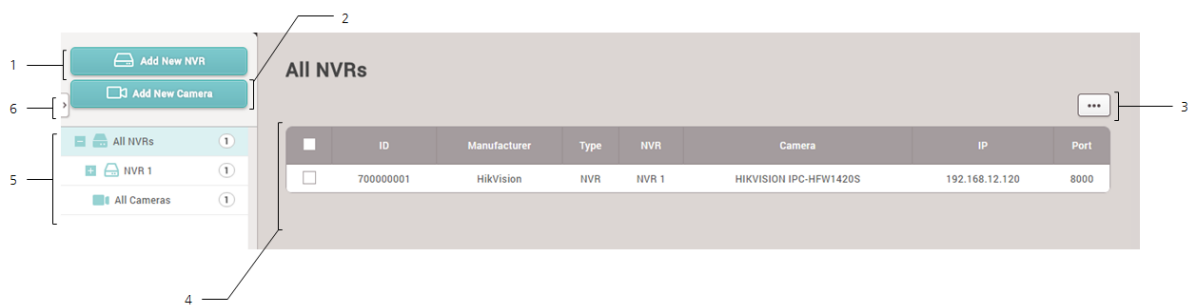 2
1
Add New NVR
All NVRs
Add New Camera
6
3
All NVRs 1
ID Manufacturer Type NVR Camera IP Port
5
NVR 1 1
700000001 HikVision NVR NVR 1 HIKVISION IPC-HFW1420S 192.168.12.120 8000
All Cameras 1
4